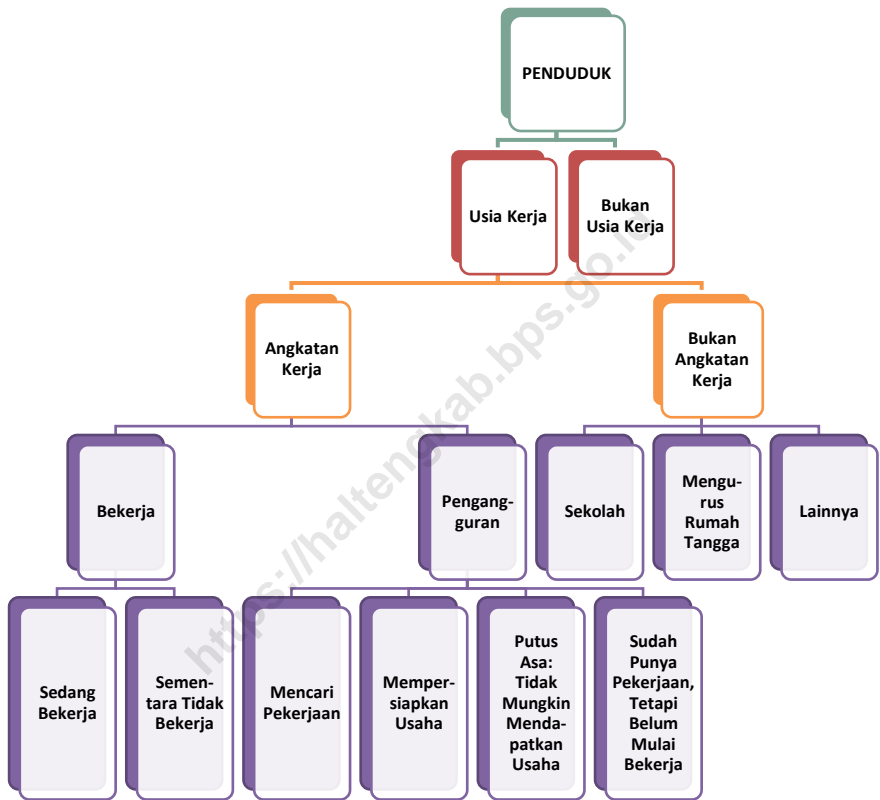 PENDUDUK
Usia Kerja
Bukan
Usia Kerja
Angkatan
Kerja
Bukan
Angkatan
Kerja
Bekerja
Pengang-
guran
Sekolah
Mengu-
rus
Rumah
Tangga
Lainnya
Sedang
Bekerja
Semen-
tara Tidak
Bekerja
Mencari
Pekerjaan
Memper-
siapkan
Usaha
Putus
Asa:
Tidak
Mungkin
Menda-
patkan
Usaha
Sudah
Punya
Pekerjaan,
Tetapi
Belum
Mulai
Bekerja
https://haltengkab.bps.go.id